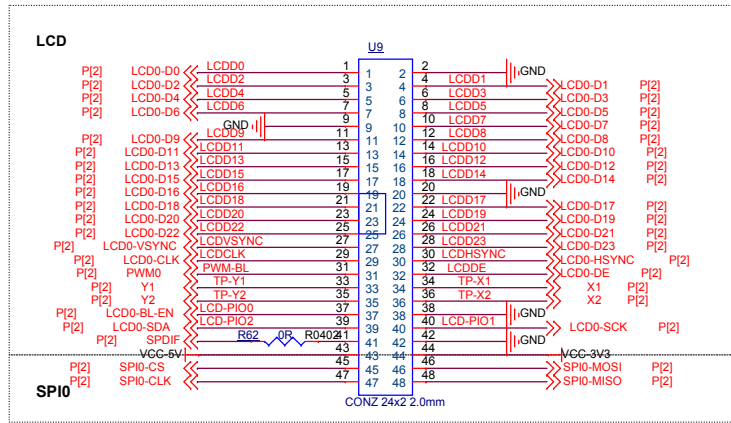 LCD
U9
P[2] LCD0-D0 LCDD0 1 1 2 2 GND
P[2] LCD0-D2 LCDD2 3 3 4 4 LCDD1 LCD0-D1 P[2]
P[2] LCD0-D4 LCDD4 5 5 6 6 LCDD3 LCD0-D3 P[2]
P[2] LCD0-D6 LCDD6 7 7 8 8 LCDD5 LCD0-D5 P[2]
GND 9 9 10 10 LCDD7 LCD0-D7 P[2]
P[2] LCD0-D9 LCDD9 11 11 12 12 LCDD8 LCD0-D8 P[2]
P[2] LCD0-D11 LCDD11 13 13 14 14 LCDD10 LCD0-D10 P[2]
P[2] LCD0-D13 LCDD13 15 15 16 16 LCDD12 LCD0-D12 P[2]
P[2] LCD0-D15 LCDD15 17 17 18 18 LCDD14 LCD0-D14 P[2]
P[2] LCD0-D16 LCDD16 19 19 20 20 GND
P[2] LCD0-D18 LCDD18 21 21 22 22 LCDD17 LCD0-D17 P[2]
P[2] LCD0-D20 LCDD20 23 23 24 24 LCDD19 LCD0-D19 P[2]
P[2] LCD0-D22 LCDD22 25 25 26 26 LCDD21 LCD0-D21 P[2]
P[2] LCD0-VSYNC LCDVSYNC 27 27 28 28 LCDD23 LCD0-D23 P[2]
P[2] LCD0-CLK LCDCLK 29 29 30 30 LCDHSYNC LCD0-HSYNC P[2]
P[2] PWM0 PWM-BL 31 31 32 32 LCDDE LCD0-DE P[2]
P[2] Y1 TP-Y1 33 33 34 34 TP-X1 X1 P[2]
P[2] Y2 TP-Y2 35 35 36 36 TP-X2 X2 P[2]
P[2] LCD0-BL-EN LCD-PIO0 37 37 38 38 GND
P[2] LCD0-SDA LCD-PIO2 39 39 40 40 LCD-PIO1 LCD0-SCK P[2]
P[2] SPDIF R62 0R R0402 41 41 42 42 GND
VCC-5V 43 43 44 44 VCC-3V3
P[2] SPI0-CS 45 45 46 46 SPI0-MOSI P[2]
P[2] SPI0-CLK 47 47 48 48 SPI0-MISO P[2]
SPI0
CONZ 24x2 2.0mm